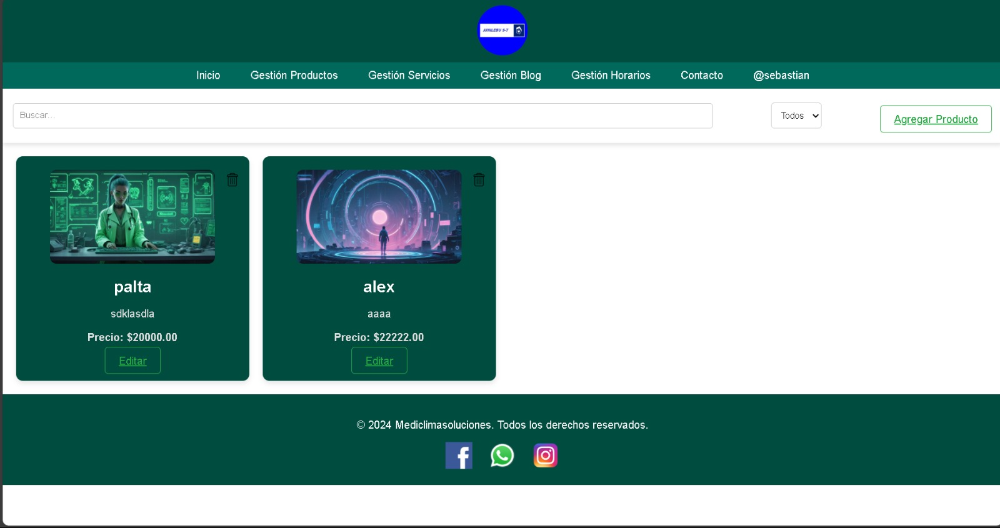 AINILEBU S-T
Inicio Gestión Productos Gestión Servicios Gestión Blog Gestión Horarios Contacto @sebastian
Buscar... Todos Agregar Producto
palta
sdklasdla
Precio: $20000.00
Editar
alex
aaaa
Precio: $22222.00
Editar
© 2024 Mediclimasoluciones. Todos los derechos reservados.